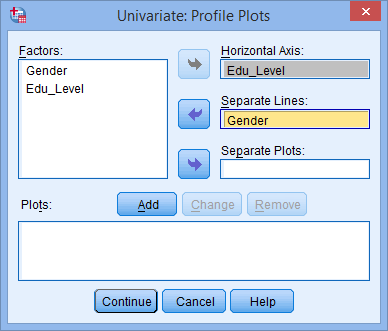 Univariate: Profile Plots
Factors:
Gender
Edu_Level
Horizontal Axis:
Edu_Level
Separate Lines:
Gender
Separate Plots:
Plots:
Add
Change
Remove
Continue
Cancel
Help